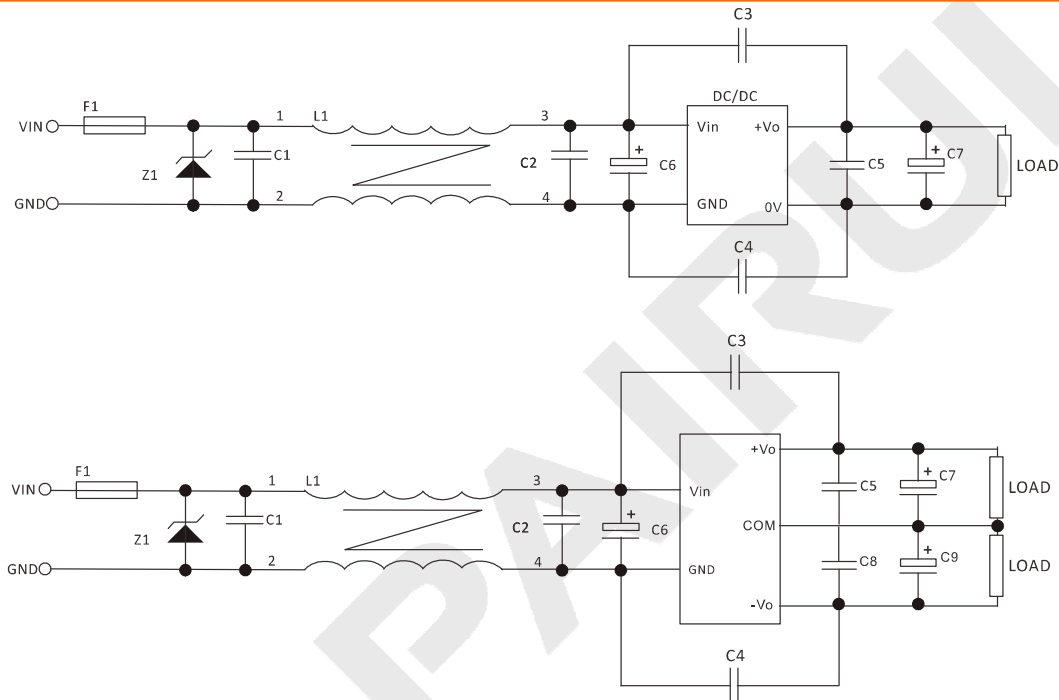 C3
F1
1 L1 3
DC/DC
VIN
Vin +Vo
Z1 C1 C2 + C6 C5 + C7 LOAD
GND
2 4
GND 0V
C4
C3
+Vo
F1
1 L1 3
VIN
Vin
+ C7
C5
LOAD
Z1 C1 C2 + C6
COM
GND
2 4
GND
C8 + C9 LOAD
-Vo
C4
PAIRUI